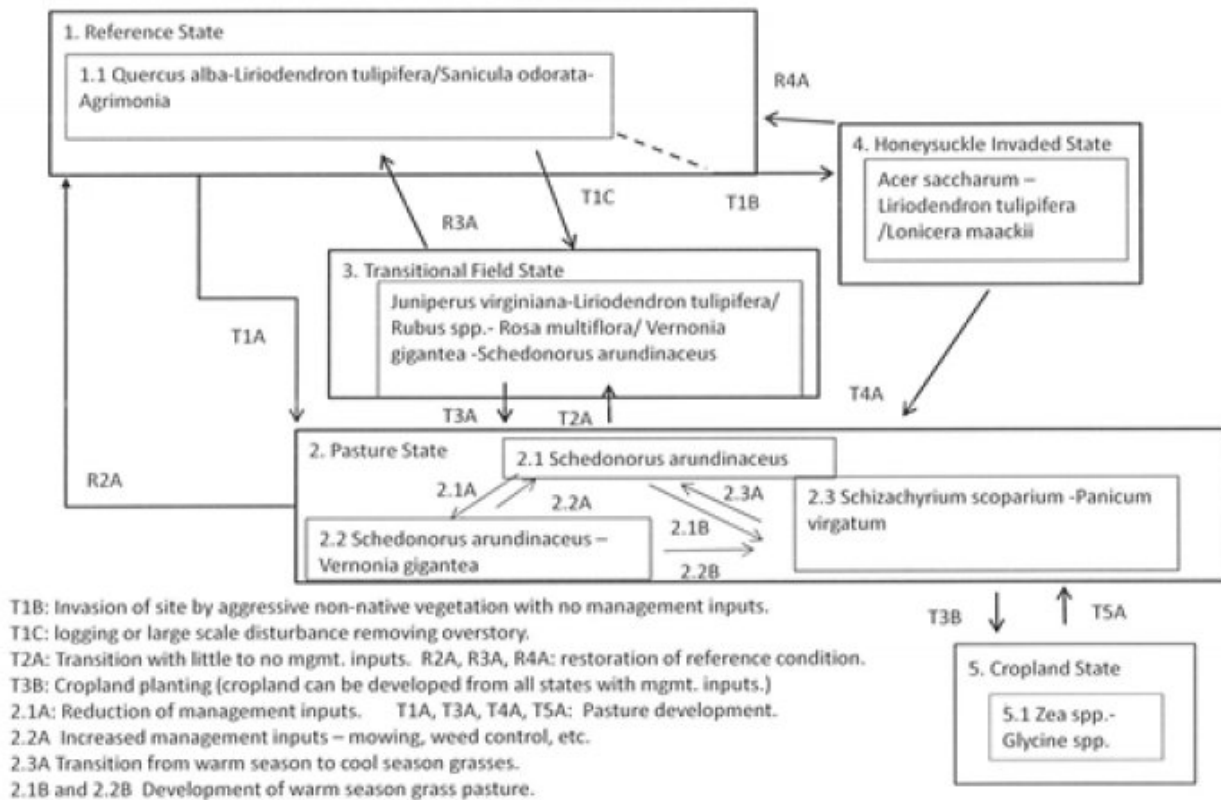 1. Reference State
1.1 Quercus alba-Liriodendron tulipifera/Sanicula odorata-
Agrimonia
R4A
4. Honeysuckle Invaded State
Acer saccharum –
Liriodendron tulipifera
/Lonicera maackii
T1C
T1B
R3A
3. Transitional Field State
Juniperus virginiana-Liriodendron tulipifera/
Rubus spp.- Rosa multiflora/ Vernonia
gigantea -Schedonorus arundinaceus
T1A
T3A
T2A
T4A
R2A
2. Pasture State
2.1 Schedonorus arundinaceus
2.1A
2.2A
2.3A
2.1B
2.2B
2.3 Schizachyrium scoparium -Panicum
virgatum
2.2 Schedonorus arundinaceus –
Vernonia gigantea
T3B
T5A
5. Cropland State
5.1 Zea spp.-
Glycine spp.
T1B: Invasion of site by aggressive non-native vegetation with no management inputs.
T1C: logging or large scale disturbance removing overstory.
T2A: Transition with little to no mgmt. inputs. R2A, R3A, R4A: restoration of reference condition.
T3B: Cropland planting (cropland can be developed from all states with mgmt. inputs.)
2.1A: Reduction of management inputs. T1A, T3A, T4A, T5A: Pasture development.
2.2A Increased management inputs – mowing, weed control, etc.
2.3A Transition from warm season to cool season grasses.
2.1B and 2.2B Development of warm season grass pasture.